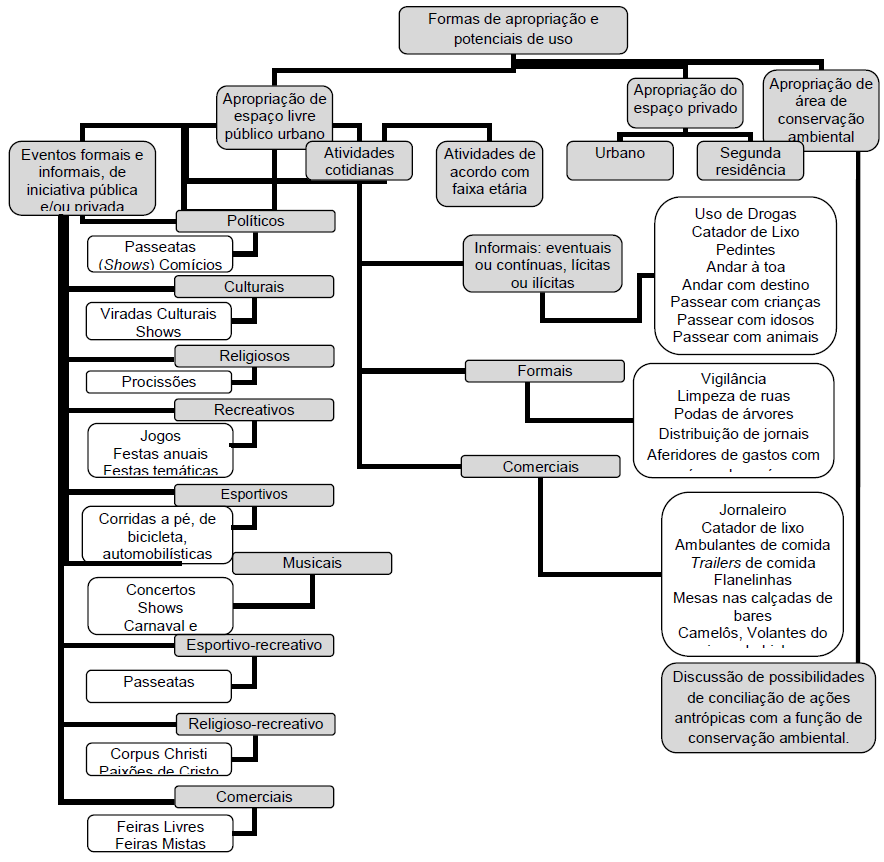 Formas de apropriação e
potenciais de uso
Apropriação de
espaço livre
público urbano
Apropriação do
espaço privado
Apropriação de
área de
conservação
ambiental
Eventos formais e
informais, de
iniciativa pública
e/ou privada
Atividades
cotidianas
Atividades de
acordo com
faixa etária
Urbano
Segunda
residência
Políticos
Passeatas
(Shows) Comícios
Culturais
Viradas Culturais
Shows
Religiosos
Procissões
Recreativos
Jogos
Festas anuais
Festas temáticas
Esportivos
Corridas a pé, de
bicicleta,
automobilísticas
Musicais
Concertos
Shows
Carnaval e
Esportivo-recreativo
Passeatas
Religioso-recreativo
Corpus Christi
Paixões de Cristo
Comerciais
Feiras Livres
Feiras Mistas
Informais: eventuais
ou contínuas, lícitas
ou ilícitas
Uso de Drogas
Catador de Lixo
Pedintes
Andar à toa
Andar com destino
Passear com crianças
Passear com idosos
Passear com animais
Formais
Vigilância
Limpeza de ruas
Podas de árvores
Distribuição de jornais
Aferidores de gastos com
Comerciais
Jornaleiro
Catador de lixo
Ambulantes de comida
Trailers de comida
Flanelinhas
Mesas nas calçadas de
bares
Camelôs, Volantes do
Discussão de possibilidades
de conciliação de ações
antrópicas com a função de
conservação ambiental.